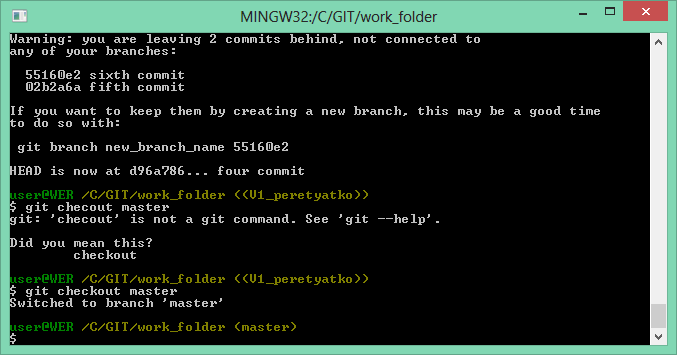 MINGW32:/C/GIT/work_folder
Warning: you are leaving 2 commits behind, not connected to
any of your branches:
55160e2 sixth commit
02b2a6a fifth commit
If you want to keep them by creating a new branch, this may be a good time
to do so with:
git branch new_branch_name 55160e2
HEAD is now at d96a786... four commit
user@WER /C/GIT/work_folder ((V1_peretyatko))
$ git checout master
git: 'checout' is not a git command. See 'git --help'.
Did you mean this?
checkout
user@WER /C/GIT/work_folder ((V1_peretyatko))
$ git checkout master
Switched to branch 'master'
user@WER /C/GIT/work_folder (master)
$